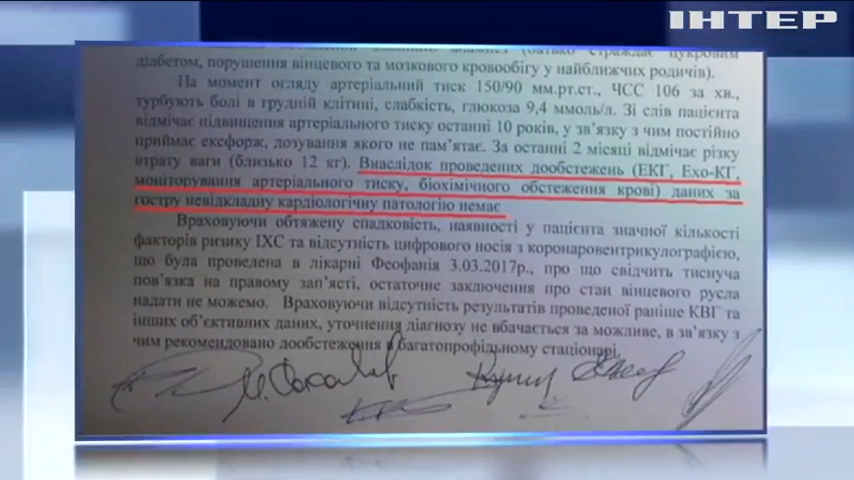 ІНТЕР
діабетом, порушення вінцевого та мозкового кровообігу у найближчих родичів).
На момент огляду артеріальний тиск 150/90 мм.рт.ст., ЧСС 106 за хв.,
турбують болі в грудній клітині, слабкість, глюкоза 9,4 ммоль/л. Зі слів пацієнта
відмічає підвищення артеріального тиску останні 10 років, у зв'язку з чим постійно
приймає ексфорж, дозування якого не пам'ятає. За останні 2 місяці відмічає різку
втрату ваги (близько 12 кг). Внаслідок проведених дообстежень (ЕКГ, Ехо-КГ,
моніторування артеріального тиску, біохімічного обстеження крові) даних за
гостру невідкладну кардіологічну патологію немає
Враховуючи обтяжену спадковість, наявності у пацієнта значної кількості
факторів ризику ІХС та відсутність цифрового носія з коронаровентрикулографією,
що була проведена в лікарні Феофанія 3.03.2017р., про що свідчить тиснуча
пов'язка на правому зап'ясті, остаточне заключення про стан вінцевого русла
надати не можемо. Враховуючи відсутність результатів проведеної раніше КВГ та
інших об'єктивних даних, уточнення діагнозу не вбачається за можливе, в зв'язку з
чим рекомендовано дообстеження в багатопрофільному стаціонарі.